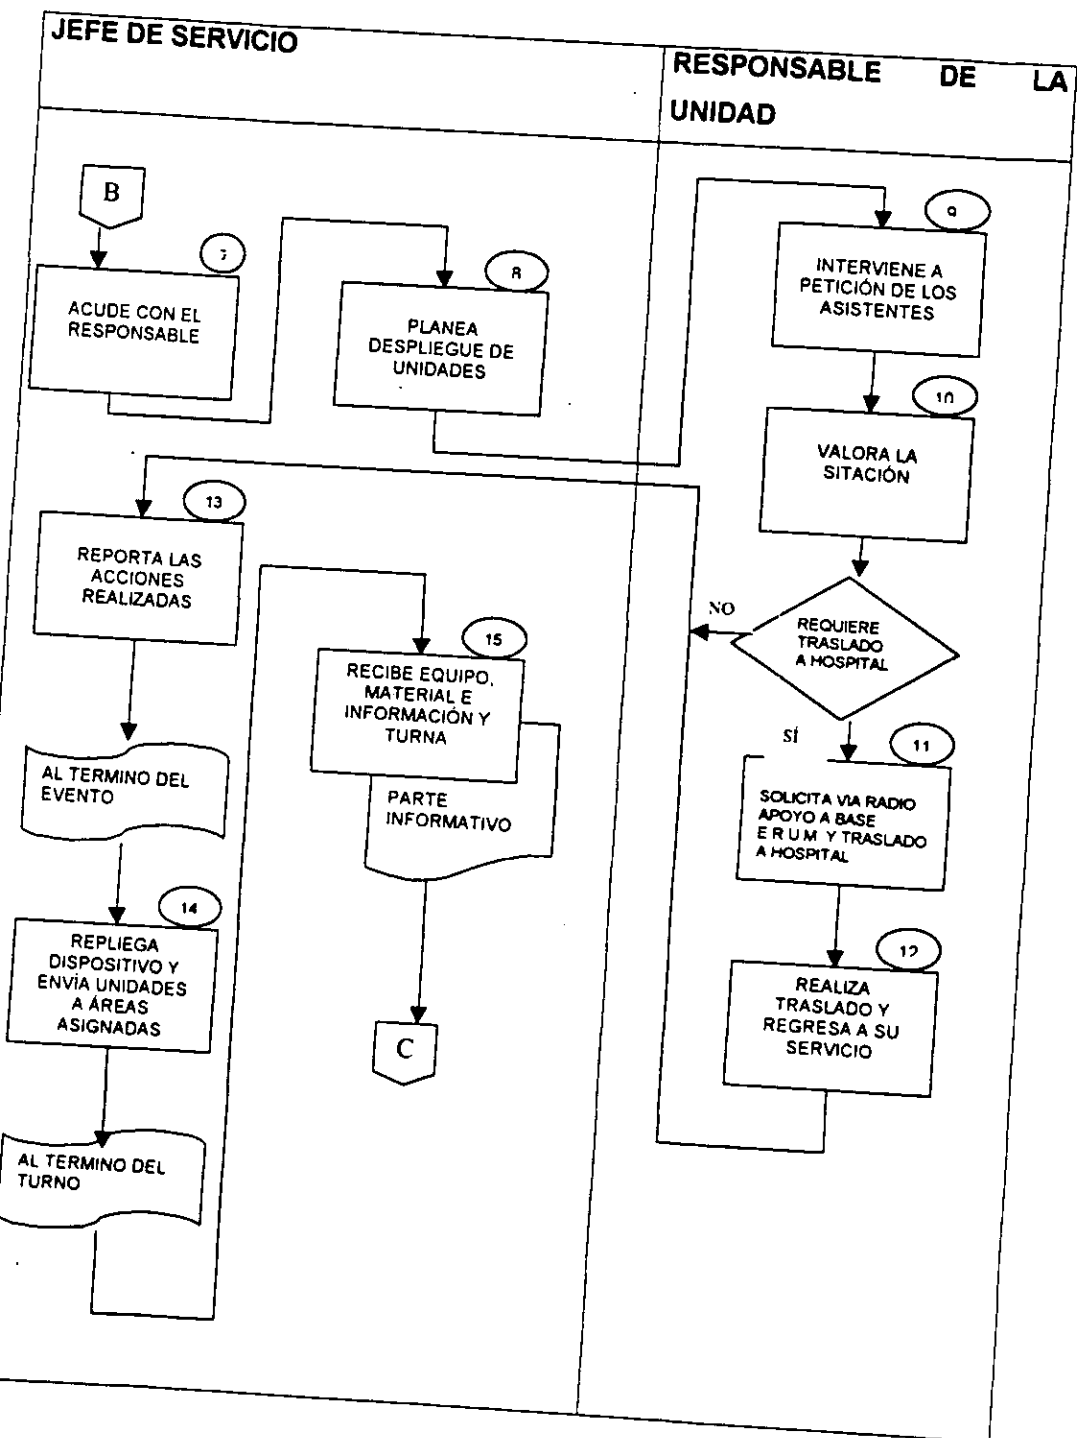 JEFE DE SERVICIO
RESPONSABLE DE LA
UNIDAD
B
7
ACUDE CON EL
RESPONSABLE
8
PLANEA
DESPLIEGUE DE
UNIDADES
9
INTERVIENE A
PETICIÓN DE LOS
ASISTENTES
10
VALORA LA
SITACIÓN
REQUIERE
TRASLADO
A HOSPITAL
NO
SÍ
11
SOLICITA VIA RADIO
APOYO A BASE
E R U M Y TRASLADO
A HOSPITAL
12
REALIZA
TRASLADO Y
REGRESA A SU
SERVICIO
13
REPORTA LAS
ACCIONES
REALIZADAS
AL TERMINO DEL
EVENTO
14
REPLIEGA
DISPOSITIVO Y
ENVÍA UNIDADES
A ÁREAS
ASIGNADAS
AL TERMINO DEL
TURNO
15
RECIBE EQUIPO,
MATERIAL E
INFORMACIÓN Y
TURNA
PARTE
INFORMATIVO
C